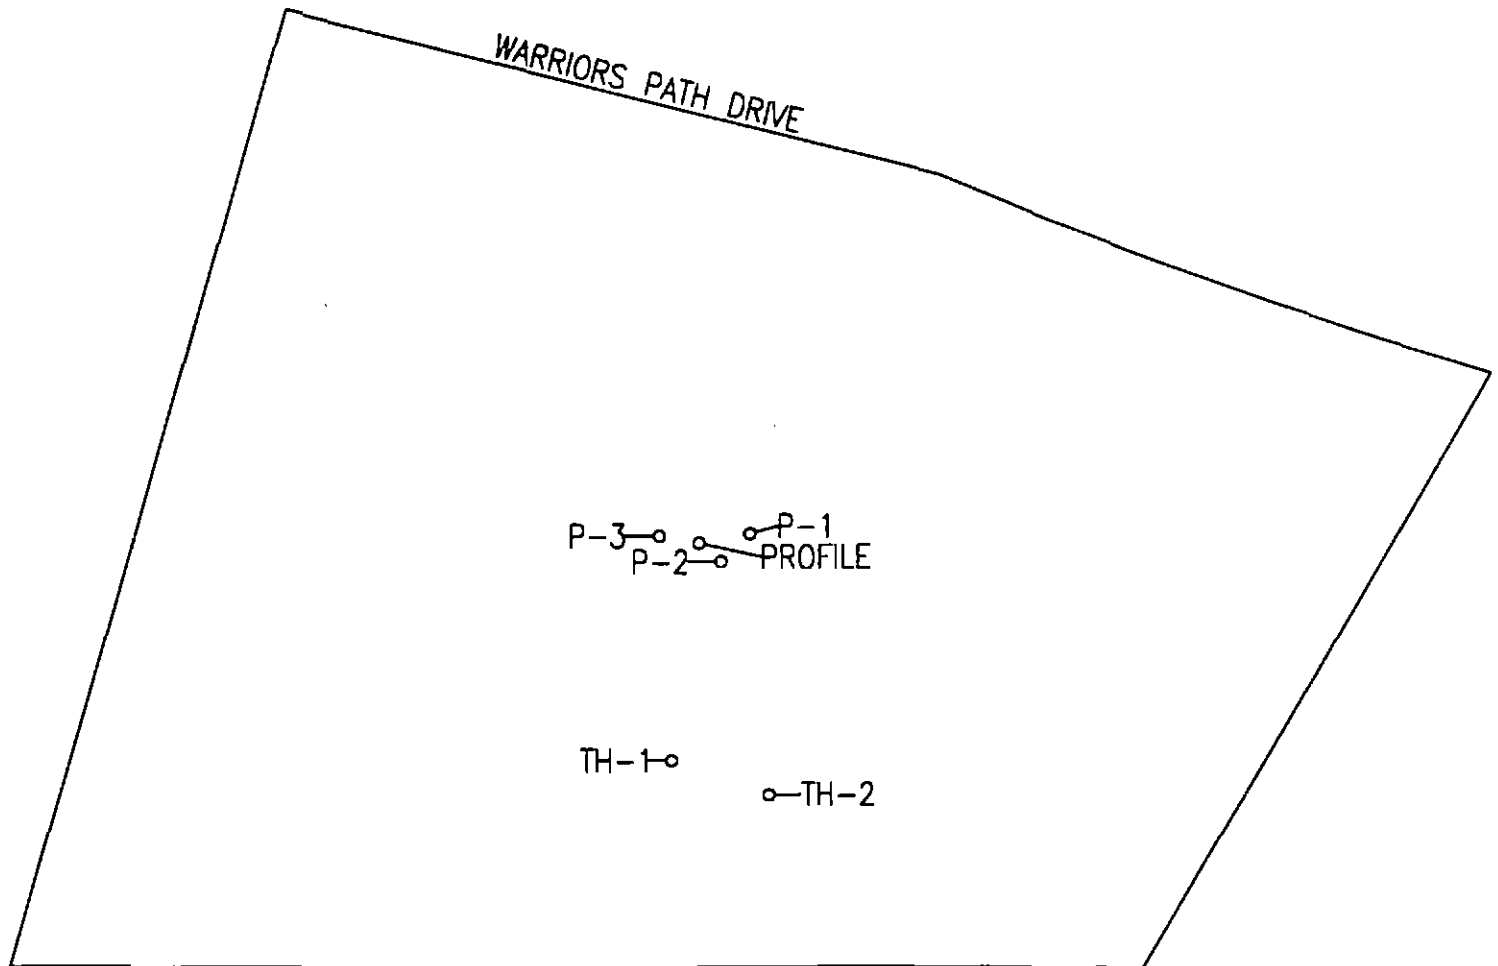 WARRIORS PATH DRIVE
P-1
P-3
PROFILE
P-2
TH-1
TH-2